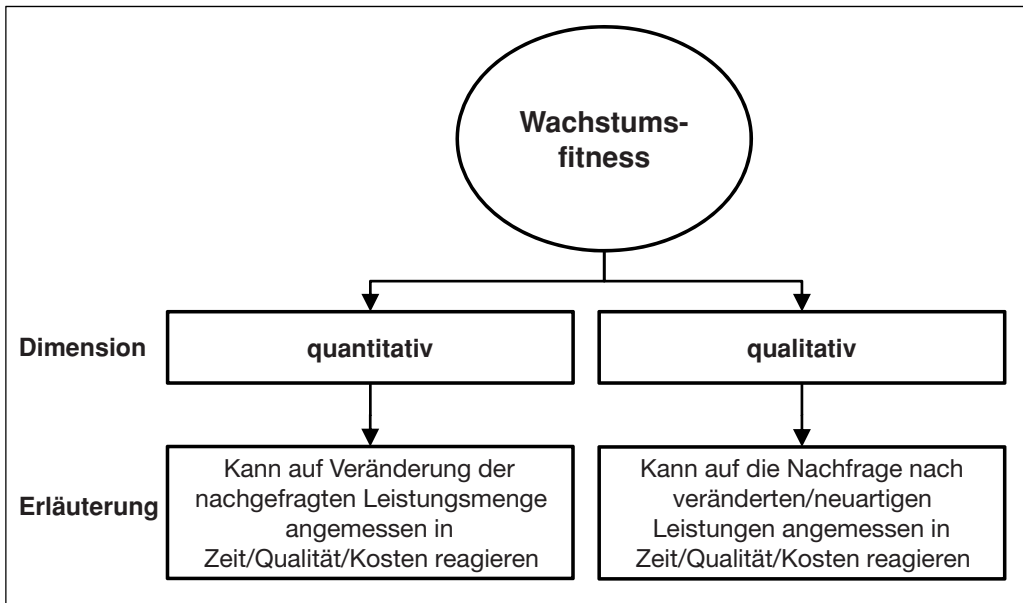 Wachstums-
fitness
Dimension
quantitativ
qualitativ
Erläuterung
Kann auf Veränderung der
nachgefragten Leistungsmenge
angemessen in
Zeit/Qualität/Kosten reagieren
Kann auf die Nachfrage nach
veränderten/neuartigen
Leistungen angemessen in
Zeit/Qualität/Kosten reagieren